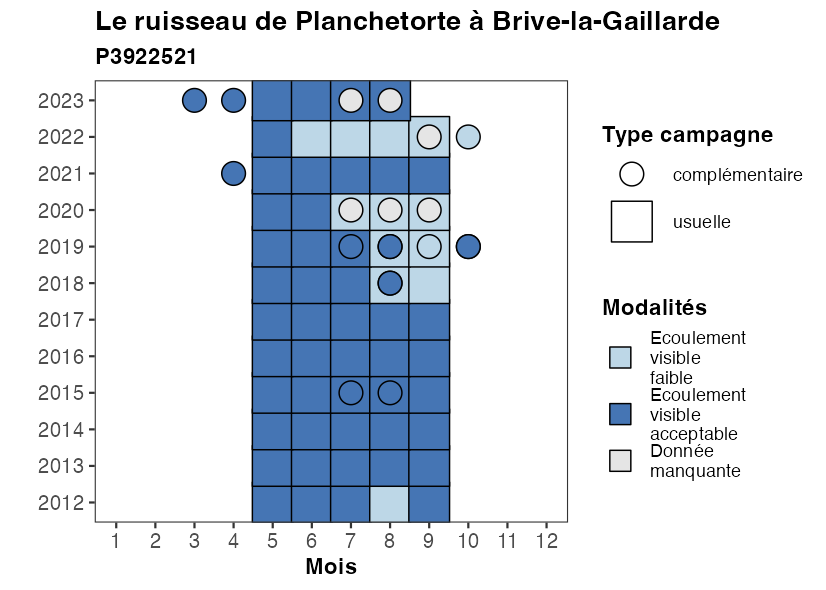 Le ruisseau de Planchetorte à Brive-la-Gaillarde
P3922521
2023
2022
2021
2020
2019
2018
2017
2016
2015
2014
2013
2012
1 2 3 4 5 6 7 8 9 10 11 12
Mois
Type campagne
complémentaire
usuelle
Modalités
Ecoulement
visible
faible
Ecoulement
visible
acceptable
Donnée
manquante